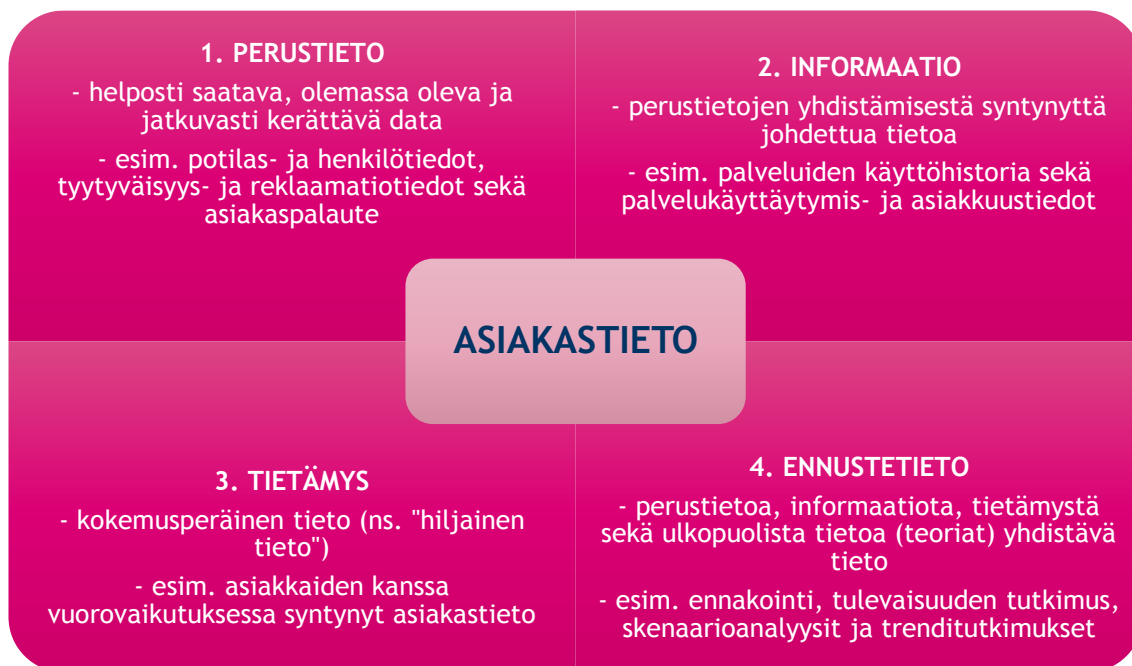 1. PERUSTIETO
- helposti saatava, olemassa oleva ja
jatkuvasti kerättävä data
- esim. potilas- ja henkilötiedot,
tyytyväisyys- ja reklaamatiotiedot sekä
asiakaspalaute
2. INFORMAATIO
- perustietojen yhdistämisestä syntynyttä
johdettua tietoa
- esim. palveluiden käyttöhistoria sekä
palvelukäyttäytymis- ja asiakkuustiedot
ASIAKASTIETO
3. TIETÄMYS
- kokemusperäinen tieto (ns. "hiljainen
tieto")
- esim. asiakkaiden kanssa
vuorovaikutuksessa syntynyt asiakastieto
4. ENNUSTETIETO
- perustietoa, informaatiota, tietämystä
sekä ulkopuolista tietoa (teoriat) yhdistävä
tieto
- esim. ennakointi, tulevaisuuden tutkimus,
skenaarioanalyysit ja trenditutkimukset